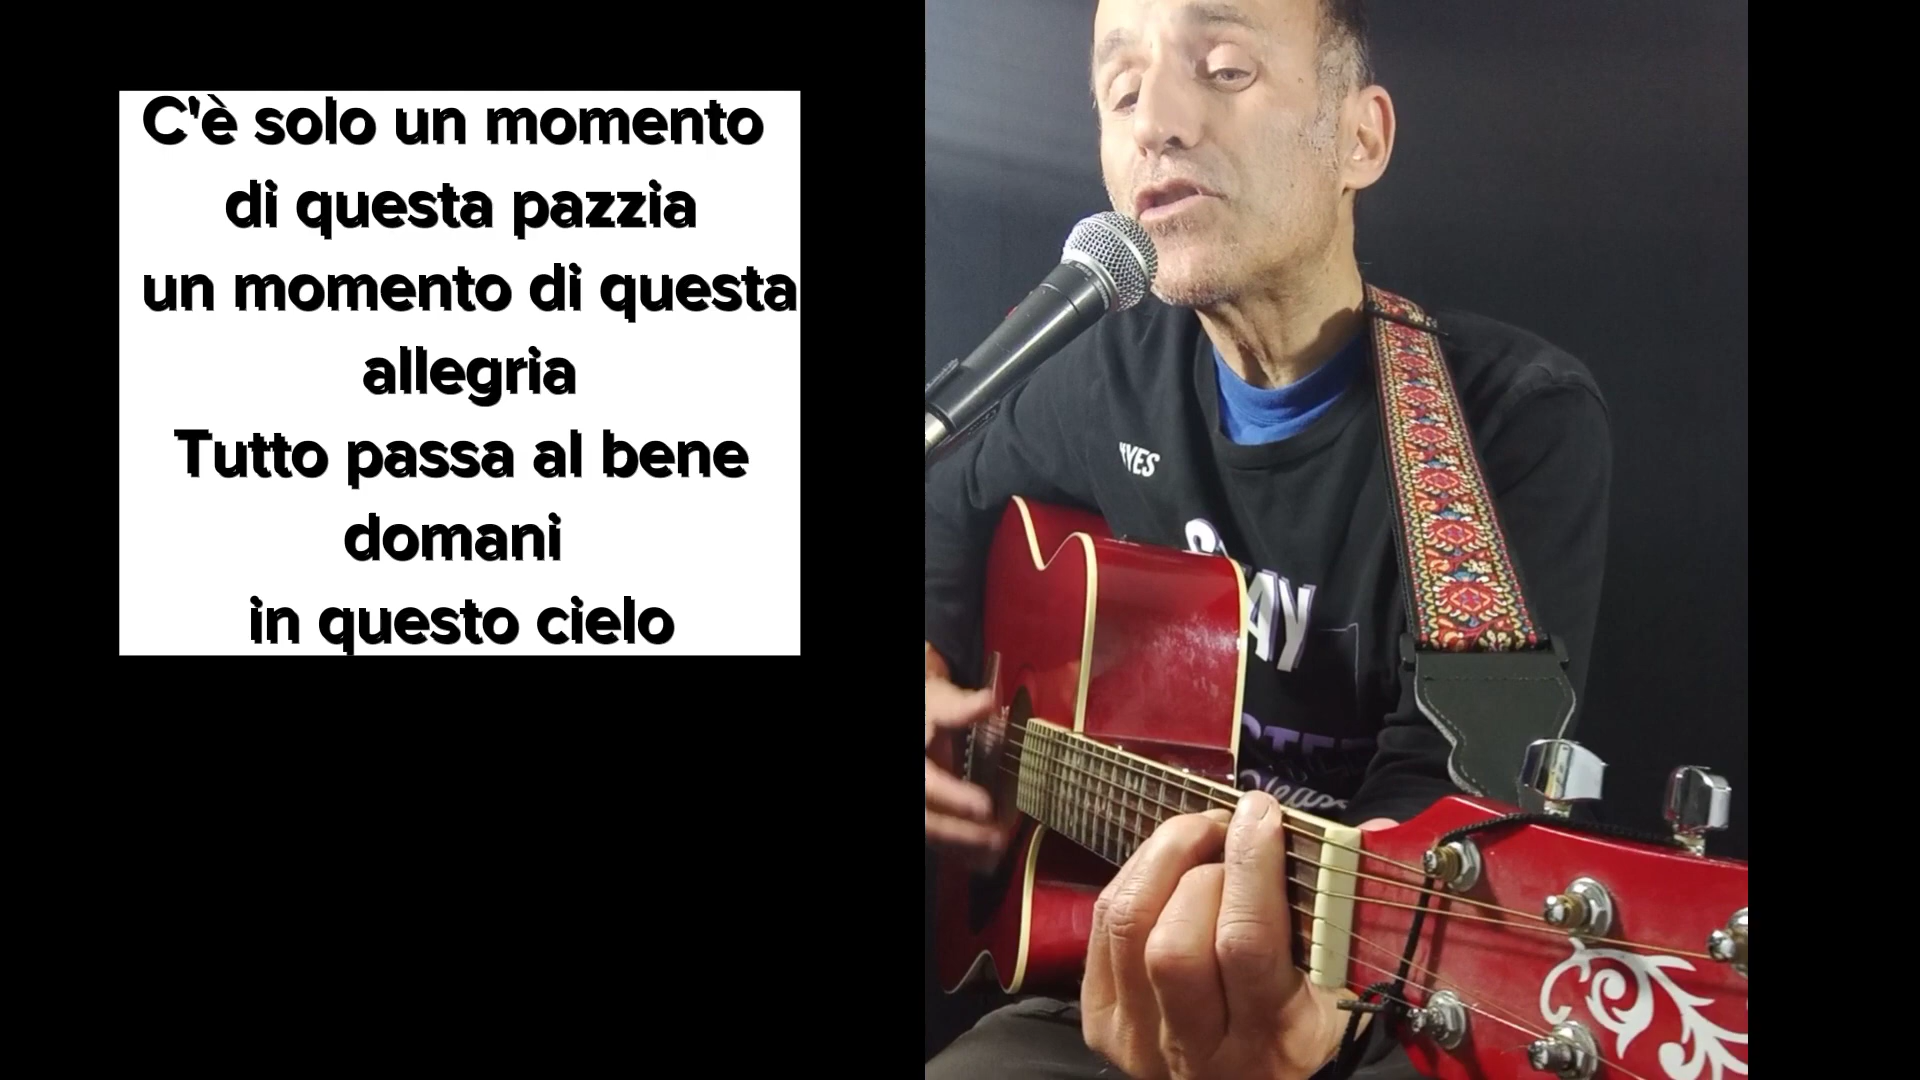 C'è solo un momento
di questa pazzia
un momento di questa
allegria
Tutto passa al bene
domani
in questo cielo
YES